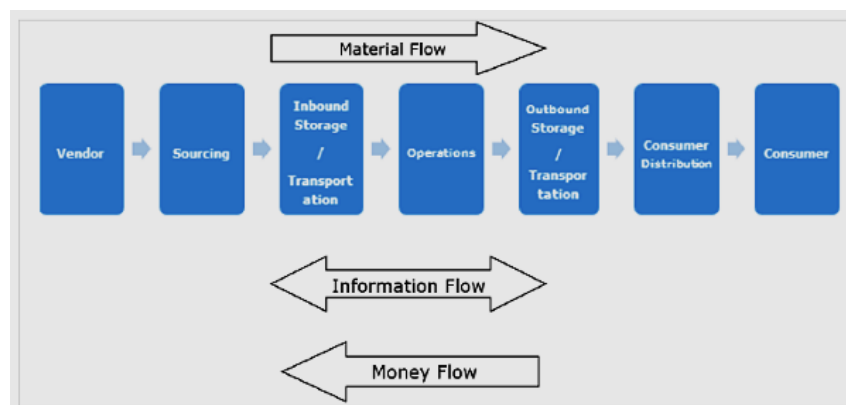 Material Flow
Vendor
Sourcing
Inbound
Storage
/
Transport
ation
Operations
Outbound
Storage
/
Transpor
tation
Consumer
Distribution
Consumer
Information Flow
Money Flow